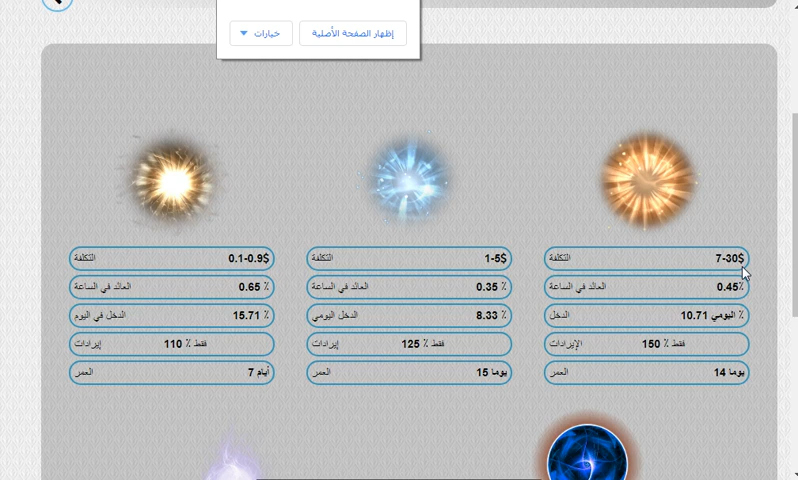 إظهار الصفحة الأصلية
خيارات
التكلفة 7-30$
العائد في الساعة 0.45٪
الدخل اليومي 10.71 ٪
الإيرادات 150 ٪ فقط
العمر 14 يوما
التكلفة 1-5$
العائد في الساعة 0.35 ٪
الدخل اليومي 8.33 ٪
إيرادات 125 ٪ فقط
العمر 15 يوما
التكلفة 0.1-0.9$
العائد في الساعة 0.65 ٪
الدخل في اليوم 15.71 ٪
إيرادات 110 ٪ فقط
العمر 7 أيام